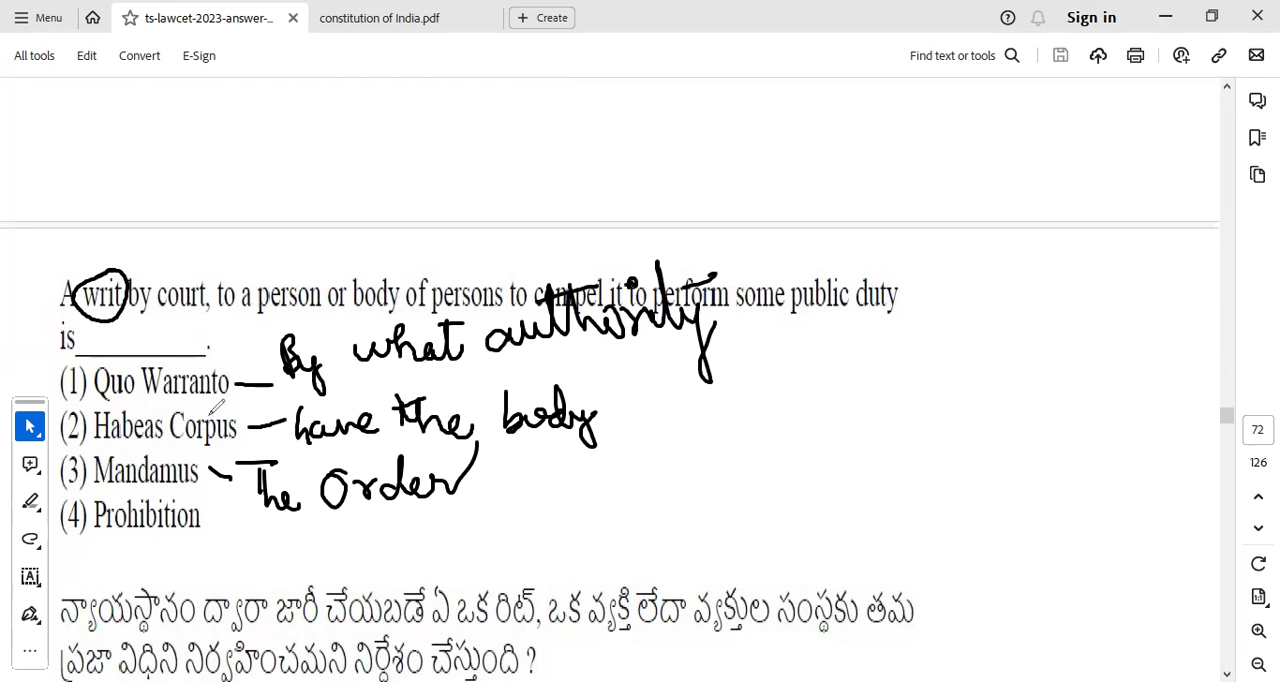 Menu ts-lawcet-2023-answer-... constitution of India.pdf Create Sign in
All tools Edit Convert E-Sign Find text or tools
A writ by court, to a person or body of persons to compel it to perform some public duty
is__________.
By what authority
(1) Quo Warranto
(2) Habeas Corpus – have the body
(3) Mandamus – The Order
(4) Prohibition
న్యాయస్థానం ద్వారా జారీ చేయబడే ఏ ఒక రిట్, ఒక వ్యక్తి లేదా వ్యక్తుల సంస్థకు తమ
ప్రజా విధిని నిర్వహించమని నిర్దేశం చేస్తుంది ?
72
126